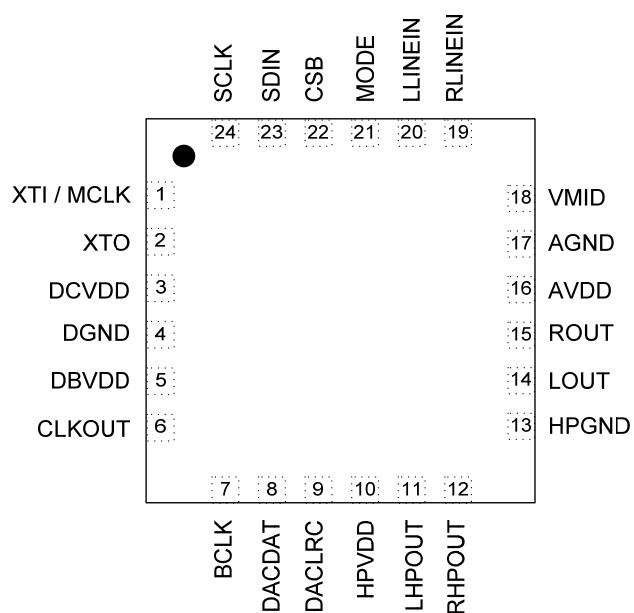 SCLK
SDIN
CSB
MODE
LLINEIN
RLINEIN
24 23 22 21 20 19
XTI / MCLK 1
XTO 2
DCVDD 3
DGND 4
DBVDD 5
CLKOUT 6
18 VMID
17 AGND
16 AVDD
15 ROUT
14 LOUT
13 HPGND
7 8 9 10 11 12
BCLK
DACDAT
DACLRC
HPVDD
LHPOUT
RHPOUT